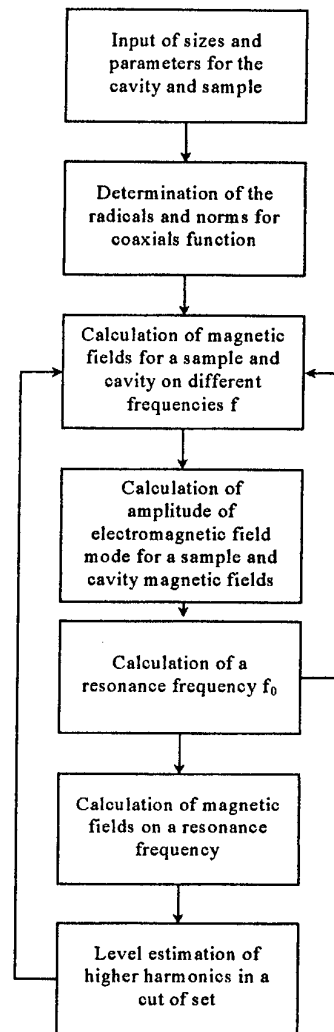 Input of sizes and
parameters for the
cavity and sample
Determination of the
radicals and norms for
coaxials function
Calculation of magnetic
fields for a sample and
cavity on different
frequencies f
Calculation of
amplitude of
electromagnetic field
mode for a sample and
cavity magnetic fields
Calculation of a
resonance frequency f₀
Calculation of magnetic
fields on a resonance
frequency
Level estimation of
higher harmonics in a
cut of set